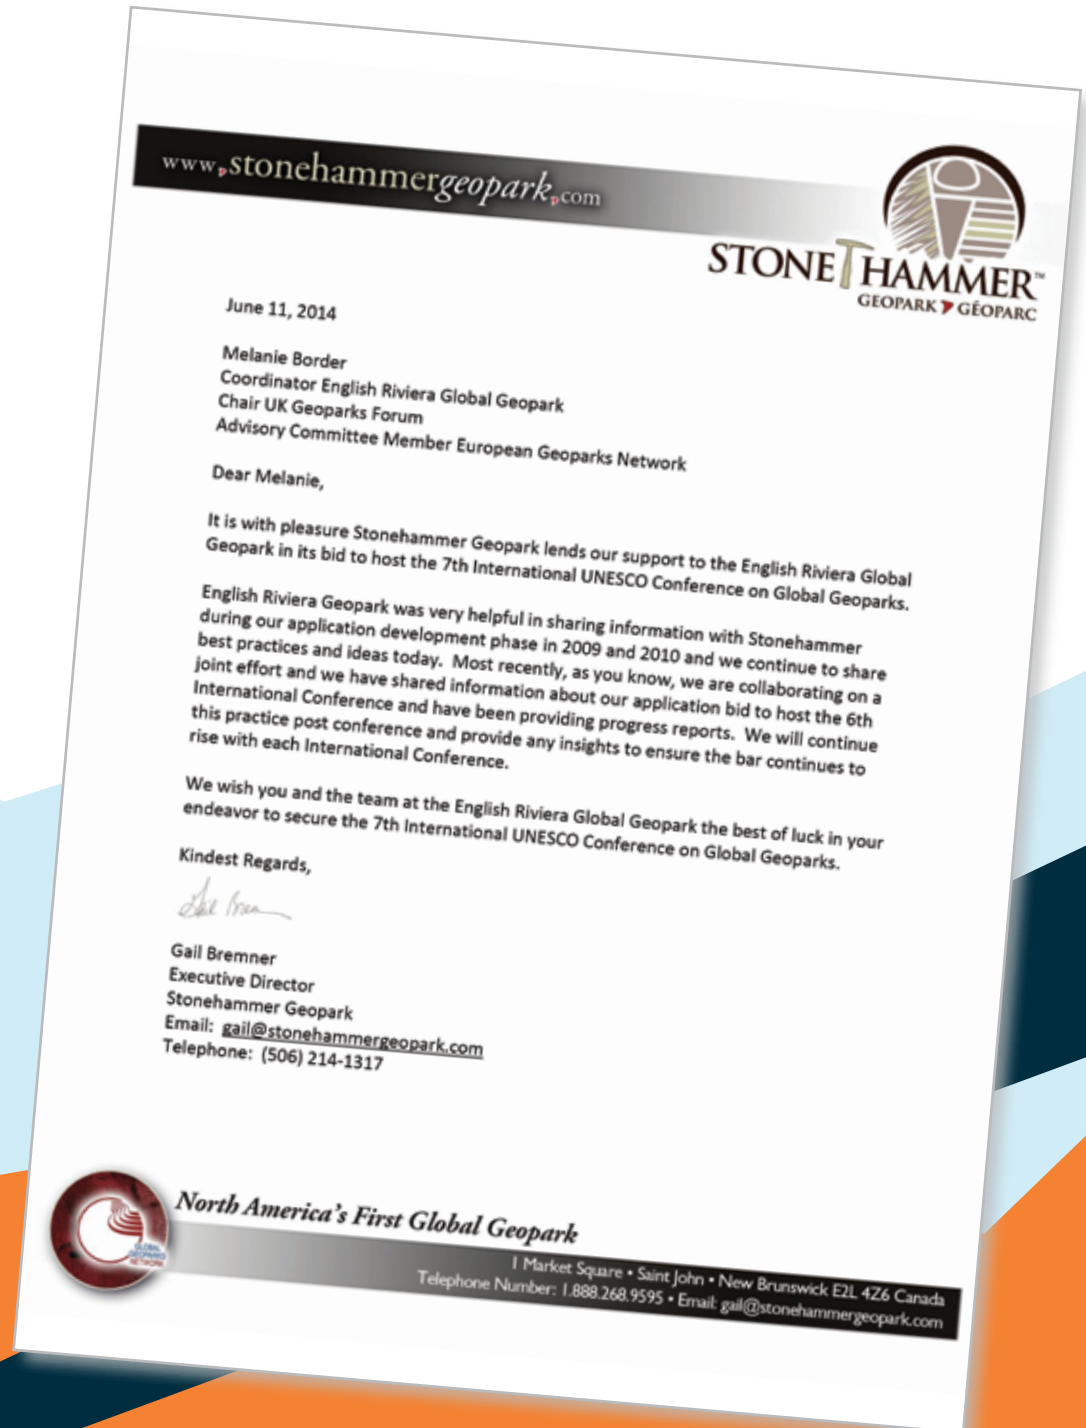 www.stonehammergeopark.com
STONEHAMMER™
GEOPARK GÉOPARC
June 11, 2014
Melanie Border
Coordinator English Riviera Global Geopark
Chair UK Geoparks Forum
Advisory Committee Member European Geoparks Network
Dear Melanie,
It is with pleasure Stonehammer Geopark lends our support to the English Riviera Global
Geopark in its bid to host the 7th International UNESCO Conference on Global Geoparks.
English Riviera Geopark was very helpful in sharing information with Stonehammer
during our application development phase in 2009 and 2010 and we continue to share
best practices and ideas today.  Most recently, as you know, we are collaborating on a
joint effort and we have shared information about our application bid to host the 6th
International Conference and have been providing progress reports.  We will continue
this practice post conference and provide any insights to ensure the bar continues to
rise with each International Conference.
We wish you and the team at the English Riviera Global Geopark the best of luck in your
endeavor to secure the 7th International UNESCO Conference on Global Geoparks.
Kindest Regards,
Gail Bremner
Executive Director
Stonehammer Geopark
Email:  gail@stonehammergeopark.com
Telephone:  (506) 214-1317
North America's First Global Geopark
GLOBAL
GEOPARKS
NETWORK
1 Market Square • Saint John • New Brunswick E2L 4Z6 Canada
Telephone Number: 1.888.268.9595 • Email: gail@stonehammergeopark.com